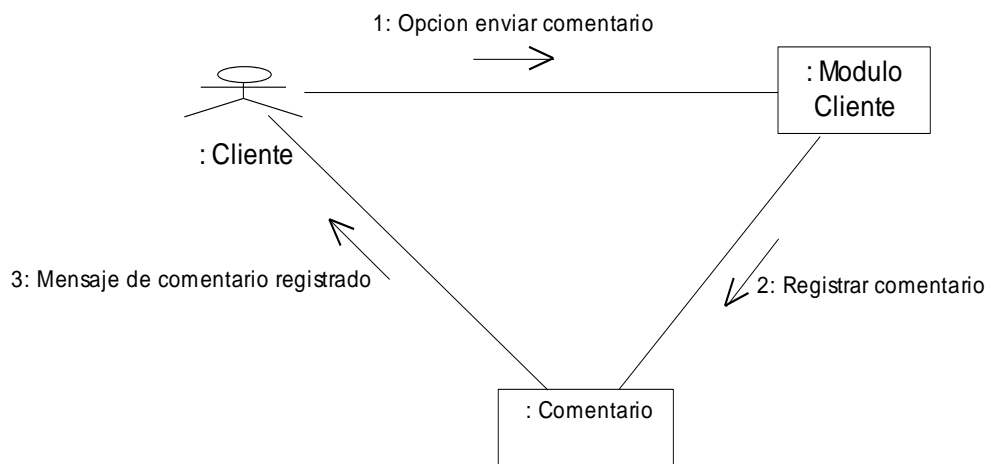 1: Opcion enviar comentario
: Modulo
Cliente
: Cliente
3: Mensaje de comentario registrado
2: Registrar comentario
: Comentario